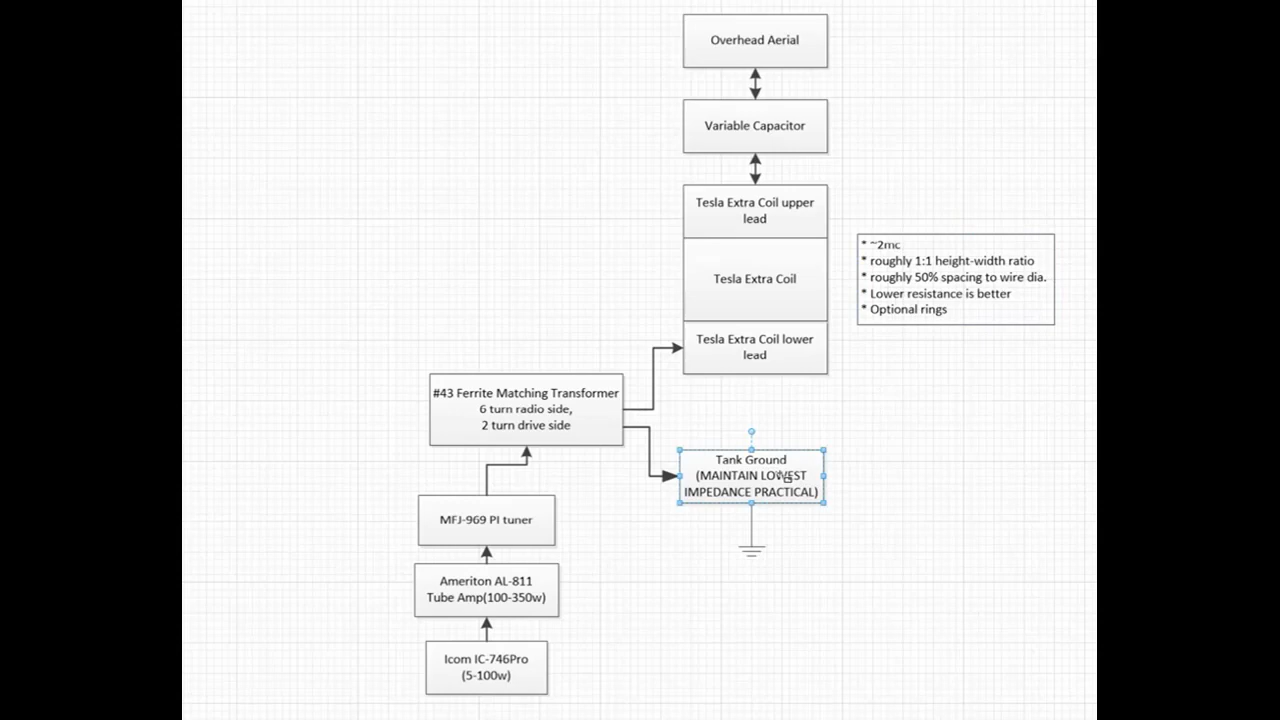 Overhead Aerial
Variable Capacitor
Tesla Extra Coil upper
lead
Tesla Extra Coil
Tesla Extra Coil lower
lead
* ~2mc
* roughly 1:1 height-width ratio
* roughly 50% spacing to wire dia.
* Lower resistance is better
* Optional rings
#43 Ferrite Matching Transformer
6 turn radio side,
2 turn drive side
Tank Ground
(MAINTAIN LOWEST
IMPEDANCE PRACTICAL)
MFJ-969 PI tuner
Ameriton AL-811
Tube Amp(100-350w)
Icom IC-746Pro
(5-100w)